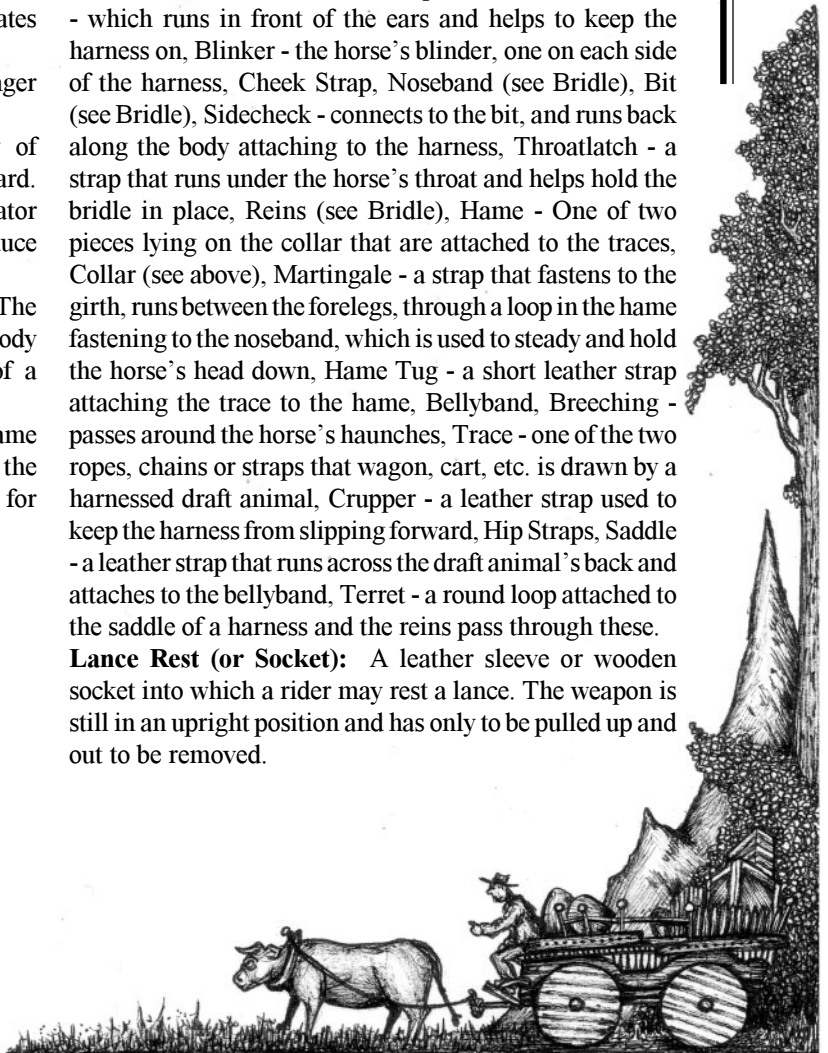 ates
nger
of
ard.
ator
uce
The
ody
of a
ame
the
for
- which runs in front of the ears and helps to keep the
harness on, Blinker - the horse’s blinder, one on each side
of the harness, Cheek Strap, Noseband (see Bridle), Bit
(see Bridle), Sidecheck - connects to the bit, and runs back
along the body attaching to the harness, Throatlatch - a
strap that runs under the horse’s throat and helps hold the
bridle in place, Reins (see Bridle), Hame - One of two
pieces lying on the collar that are attached to the traces,
Collar (see above), Martingale - a strap that fastens to the
girth, runs between the forelegs, through a loop in the hame
fastening to the noseband, which is used to steady and hold
the horse’s head down, Hame Tug - a short leather strap
attaching the trace to the hame, Bellyband, Breeching -
passes around the horse’s haunches, Trace - one of the two
ropes, chains or straps that wagon, cart, etc. is drawn by a
harnessed draft animal, Crupper - a leather strap used to
keep the harness from slipping forward, Hip Straps, Saddle
- a leather strap that runs across the draft animal’s back and
attaches to the bellyband, Terret - a round loop attached to
the saddle of a harness and the reins pass through these.
Lance Rest (or Socket): A leather sleeve or wooden
socket into which a rider may rest a lance. The weapon is
still in an upright position and has only to be pulled up and
out to be removed.